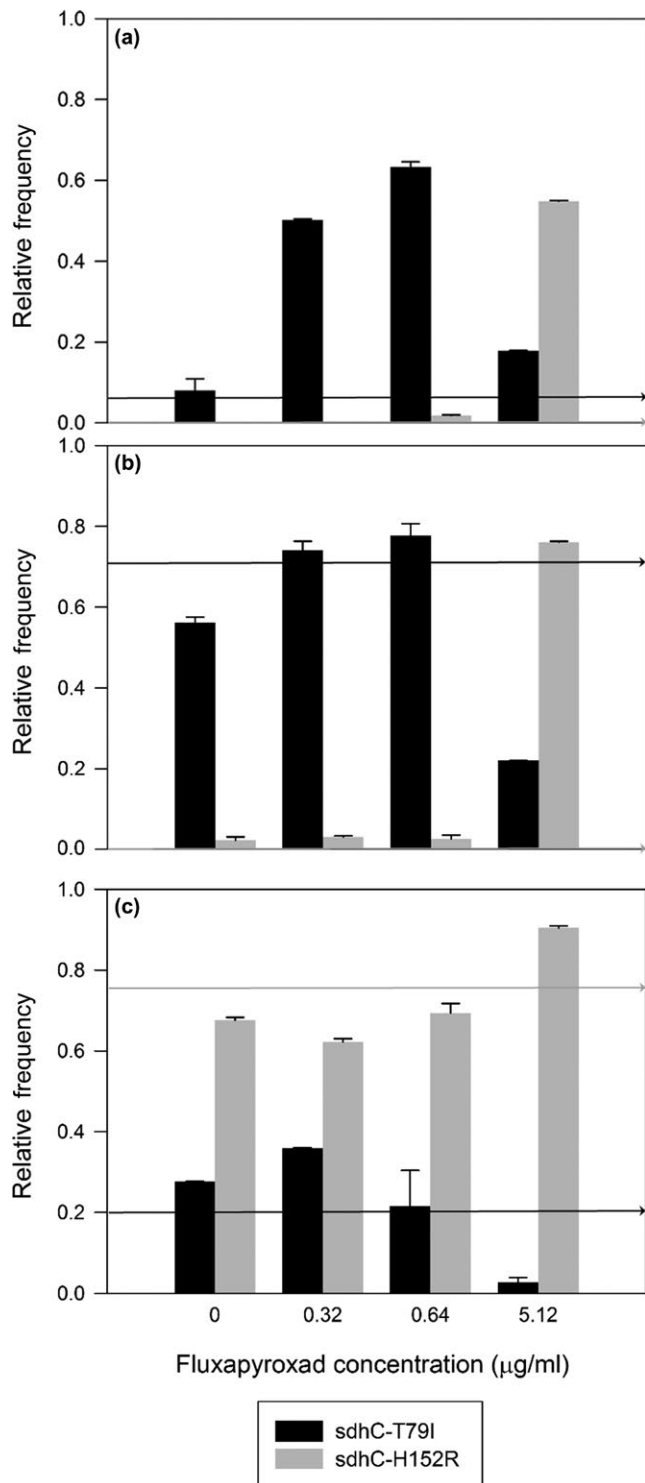 (a)
1.0
0.8
0.6
0.4
0.2
0.0
Relative frequency
(b)
1.0
0.8
0.6
0.4
0.2
0.0
Relative frequency
(c)
1.0
0.8
0.6
0.4
0.2
0.0
Relative frequency
0 0.32 0.64 5.12
Fluxapyroxad concentration (μg/ml)
sdhC-T79I
sdhC-H152R